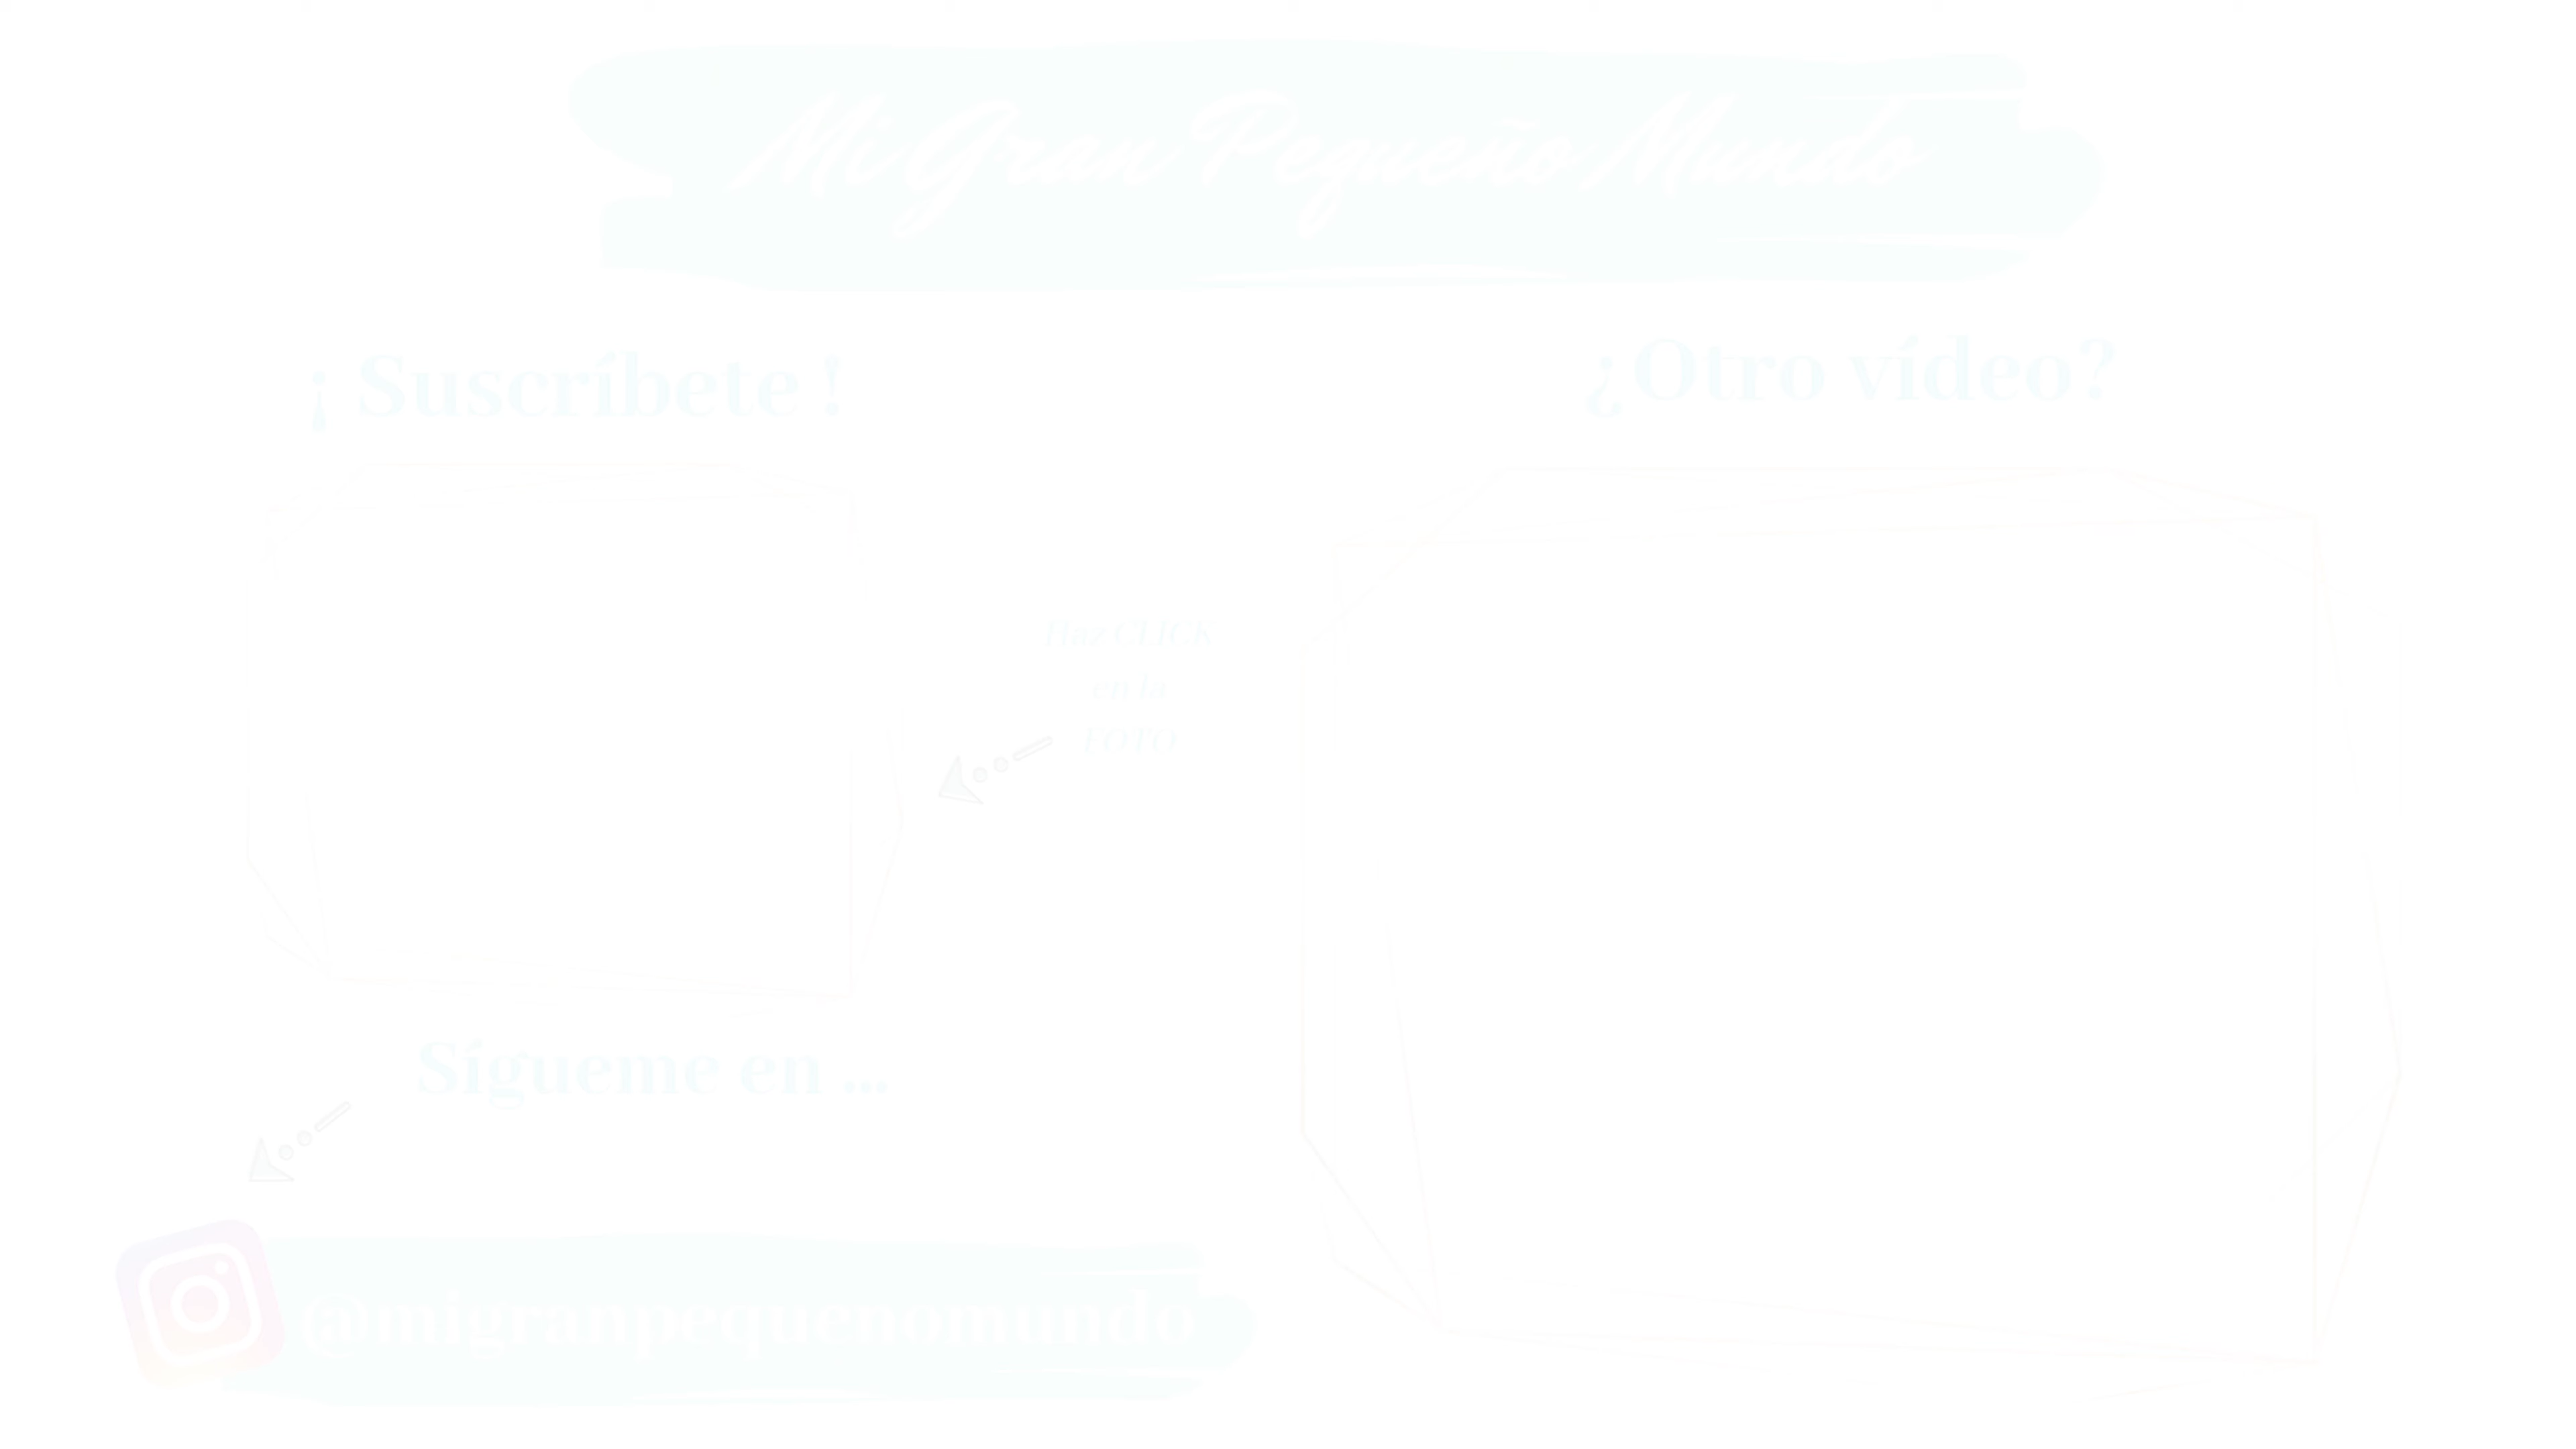 Mi Gran Pequeño Mundo
¡ Suscríbete !
¿Otro vídeo?
Haz CLICK
en la
FOTO
Sígueme en ...
@migranpequenomundo